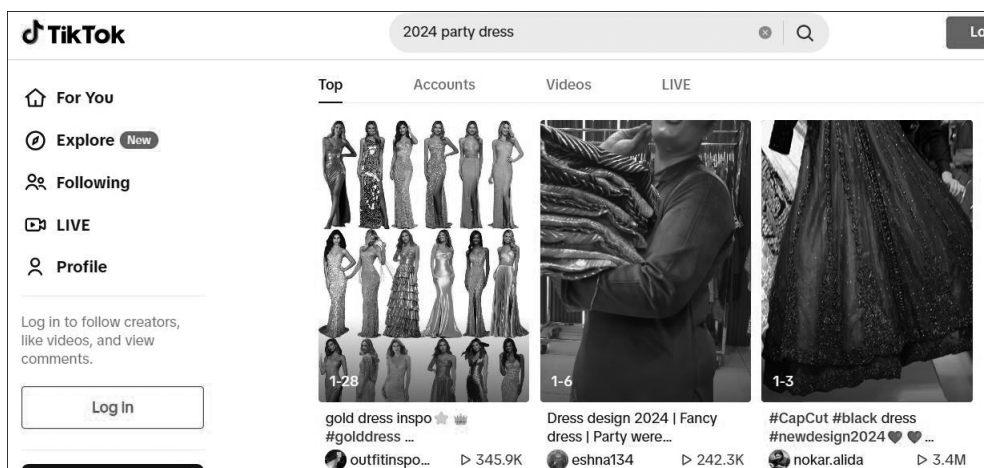 TikTok
2024 party dress
Lo
Top
Accounts
Videos
LIVE
For You
Explore New
Following
LIVE
Profile
Log in to follow creators,
like videos, and view
comments.
Log in
1-28
gold dress inspo
#golddress ...
outfitinspo... 345.9K
1-6
Dress design 2024 | Fancy
dress | Party were...
eshna134 242.3K
1-3
#CapCut #black dress
#newdesign2024 ...
nokar.alida 3.4M